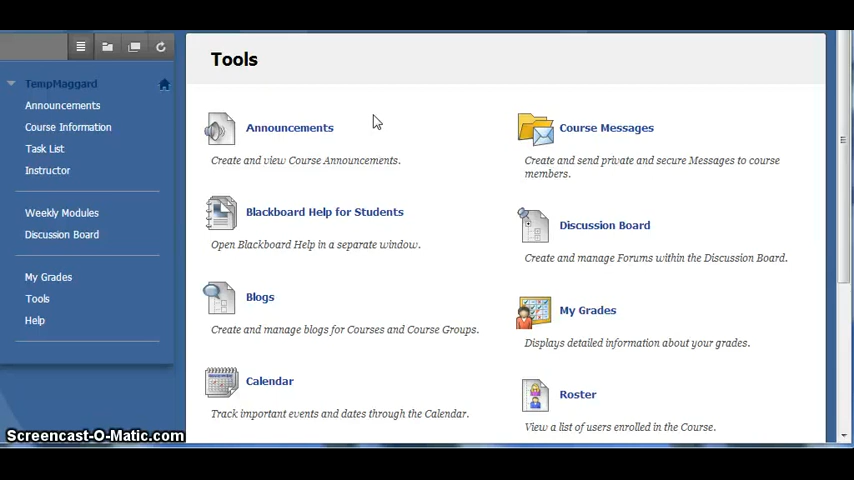 Tools
TempMaggard
Announcements
Course Information
Task List
Instructor
Weekly Modules
Discussion Board
My Grades
Tools
Help
Announcements
Create and view Course Announcements.
Blackboard Help for Students
Open Blackboard Help in a separate window.
Blogs
Create and manage blogs for Courses and Course Groups.
Calendar
Track important events and dates through the Calendar.
Course Messages
Create and send private and secure Messages to course
members.
Discussion Board
Create and manage Forums within the Discussion Board.
My Grades
Displays detailed information about your grades.
Roster
View a list of users enrolled in the Course.
Screencast-O-Matic.com